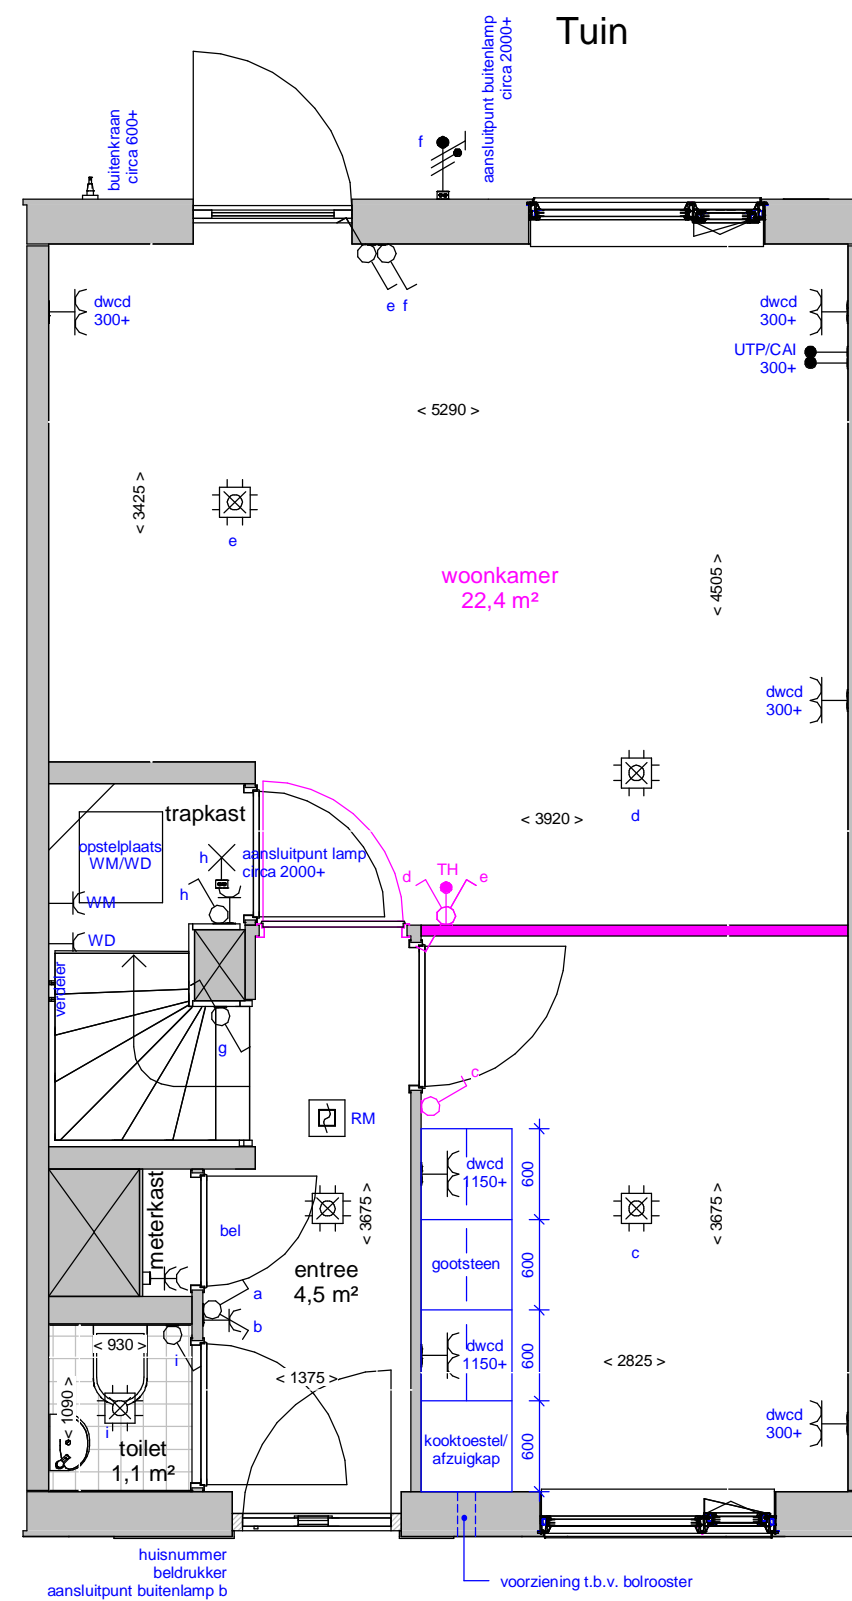 Tuin
buitenkraan
circa 600+
aansluitpunt buitenlamp
circa 2000+
f
e f
dwcd
300+
dwcd
300+
UTP/CAI
300+
< 5290 >
< 3425 >
e
woonkamer
22,4 m²
< 4505 >
dwcd
300+
d
< 3920 >
trapkast
opstelplaats
WM/WD
h
aansluitpunt lamp
circa 2000+
h
WM
WD
verdeler
d
TH
e
g
c
RM
meterkast
bel
< 3675 >
entree
4,5 m²
a
b
i
< 930 >
< 1090 >
i
toilet
1,1 m²
< 1375 >
dwcd
1150+
600
gootsteen
600
dwcd
1150+
600
kooktoestel/
afzuigkap
600
c
< 3675 >
< 2825 >
dwcd
300+
huisnummer
beldrukker
aansluitpunt buitenlamp b
voorziening t.b.v. bolrooster